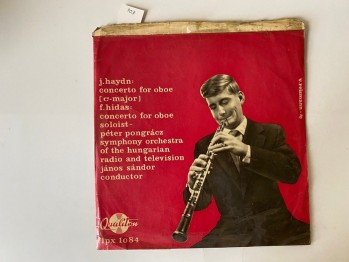 j.haydn:
concerto for oboe
[c-major]
f.hidas:
concerto for oboe
soloist-
péter pongrácz
symphony orchestra
of the hungarian
radio and television
jános sándor
conductor
Qualiton
lpx 1084